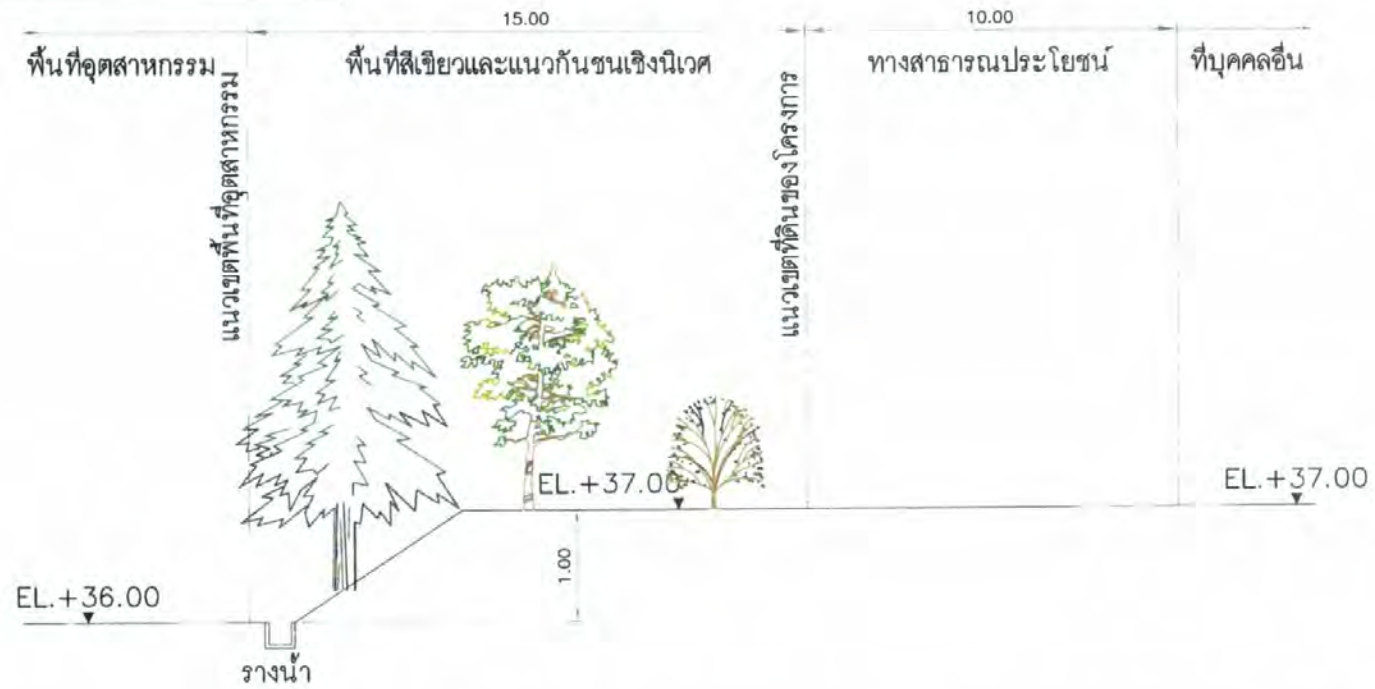 15.00
10.00
พื้นที่อุตสาหกรรม
พื้นที่สีเขียวและแนวกันชนเชิงนิเวศ
ทางสาธารณประโยชน์
ที่บุคคลอื่น
แนวเขตพื้นที่อุตสาหกรรม
แนวเขตที่ดินของโครงการ
EL.+37.00
EL.+37.00
1.00
EL.+36.00
รางน้ำ